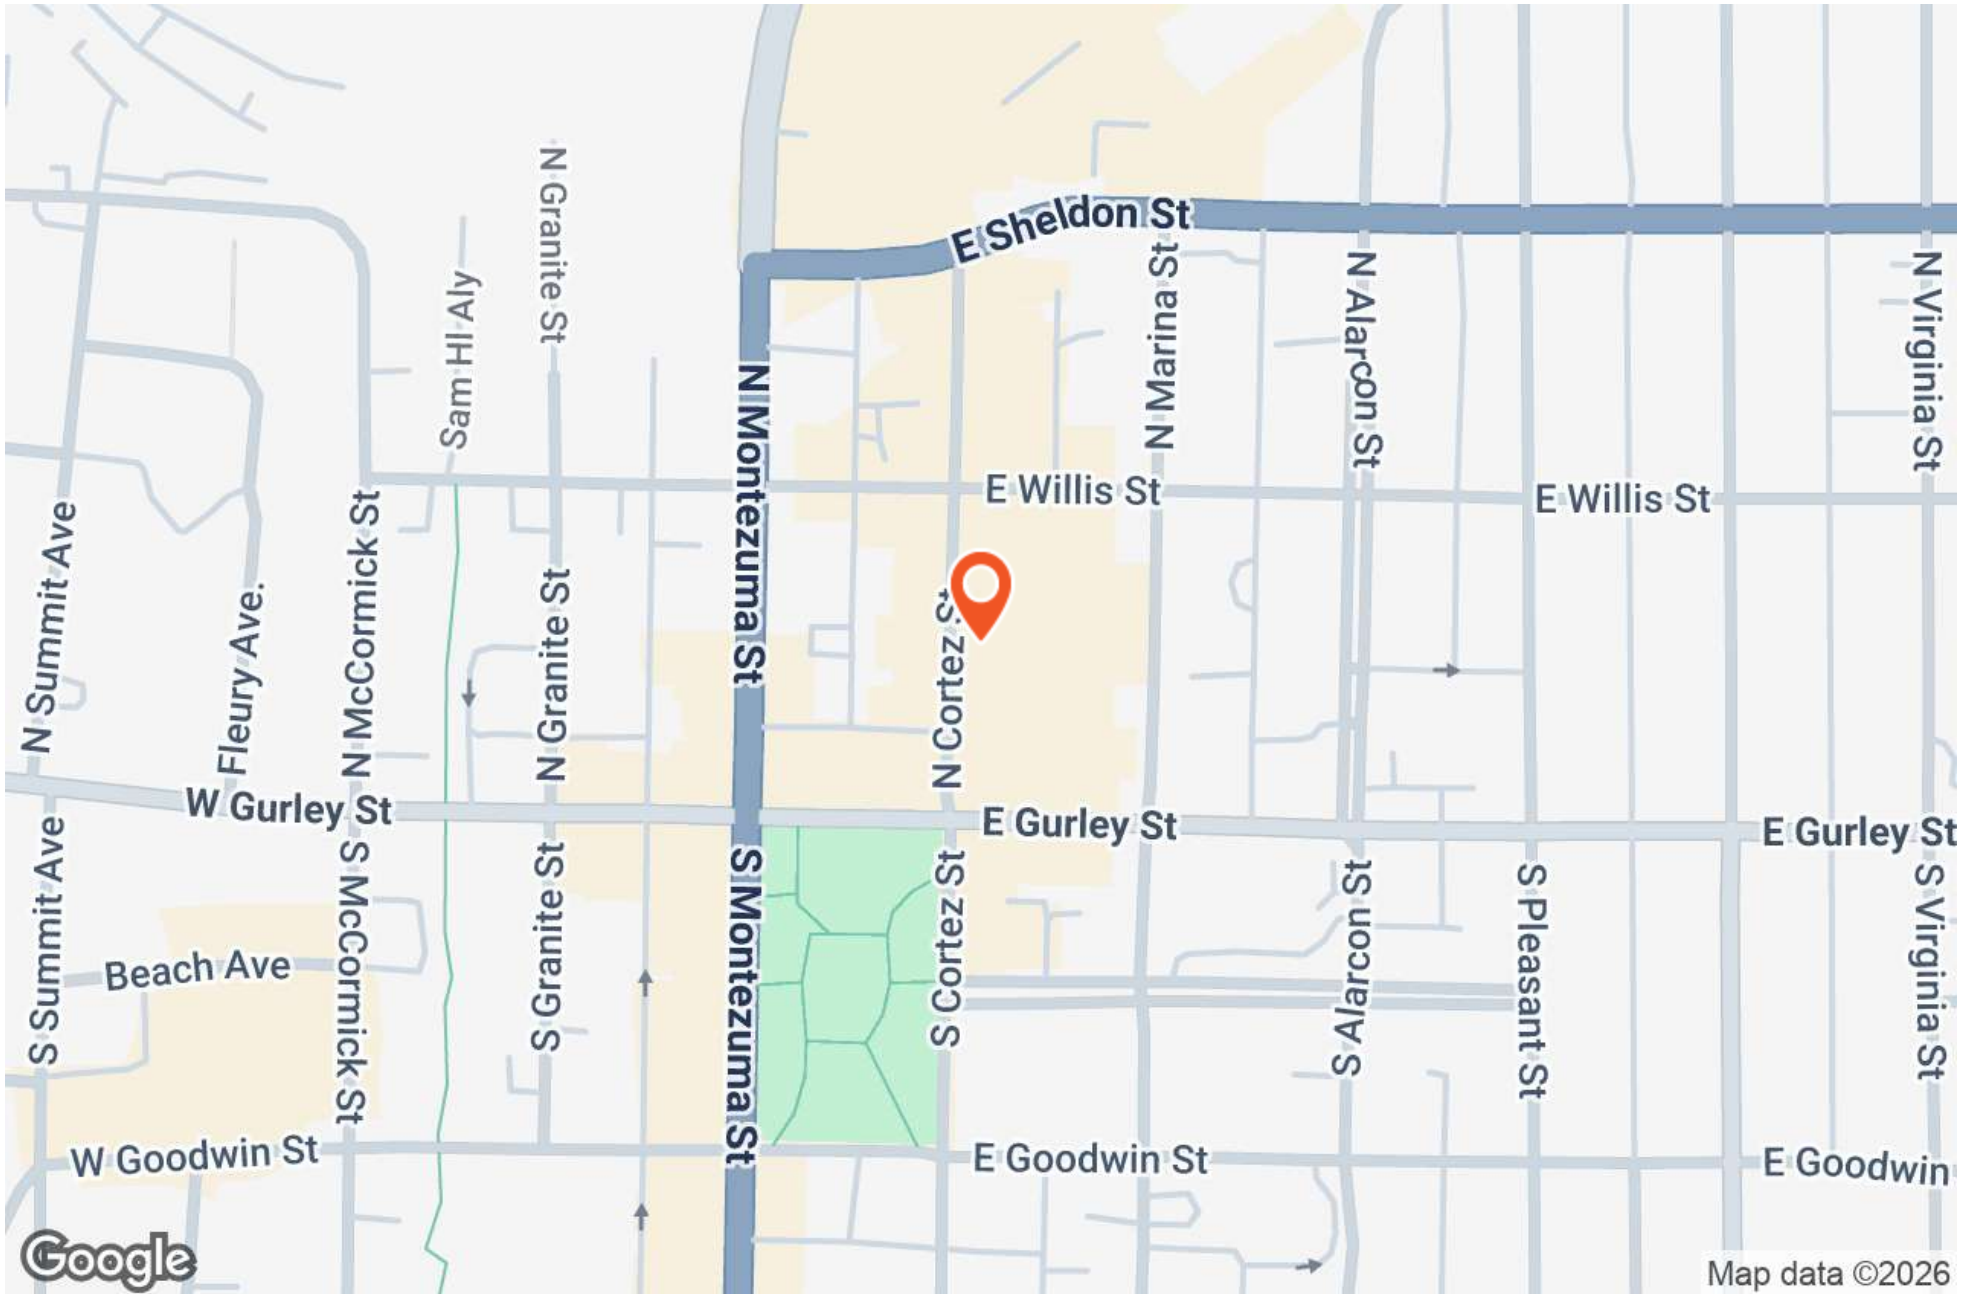 N Granite St
E Sheldon St
N Marina St
N Alarcon St
N Virginia St
Sam HI Aly
N Montezuma St
E Willis St
E Willis St
N Summit Ave
Fleury Ave.
N McCormick St
N Granite St
N Cortez St
W Gurley St
E Gurley St
E Gurley St
S Summit Ave
S McCormick St
S Granite St
S Montezuma St
S Cortez St
S Alarcon St
S Pleasant St
S Virginia St
Beach Ave
W Goodwin St
E Goodwin St
E Goodwin
Google
Map data ©2026